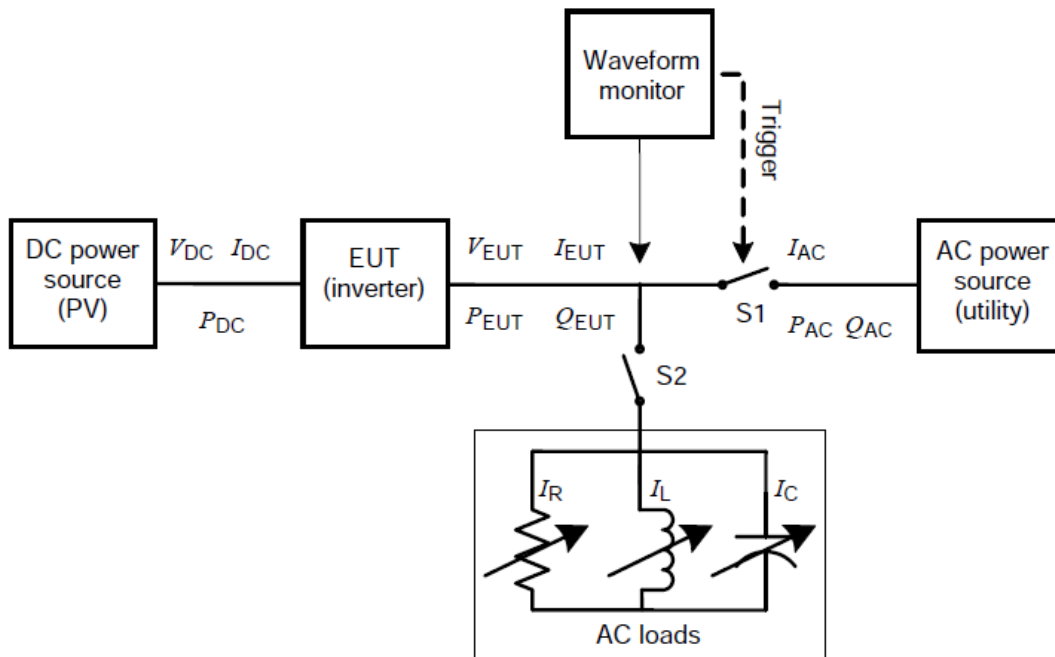 Waveform
monitor
Trigger
DC power
source
(PV)
V_DC I_DC
P_DC
EUT
(inverter)
V_EUT I_EUT
P_EUT Q_EUT
I_AC
S1
P_AC Q_AC
AC power
source
(utility)
S2
I_R I_L I_C
AC loads